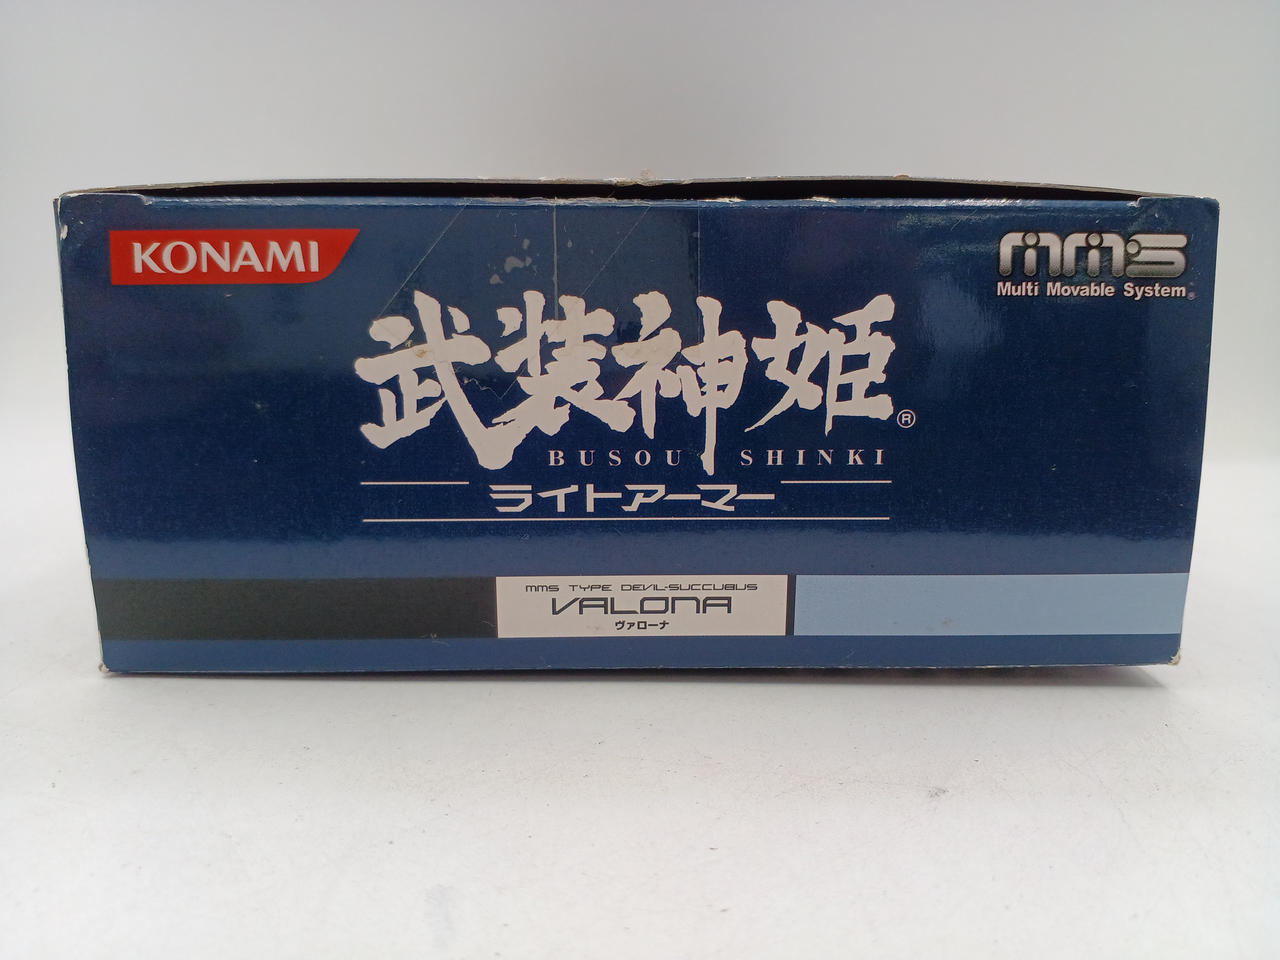 KONAMI
mms
Multi Movable System
武装神姫®
BUSOU SHINKI
ライトアーマー
MMS TYPE DEVIL-SUCCUBUS
VALONA
ヴァローナ